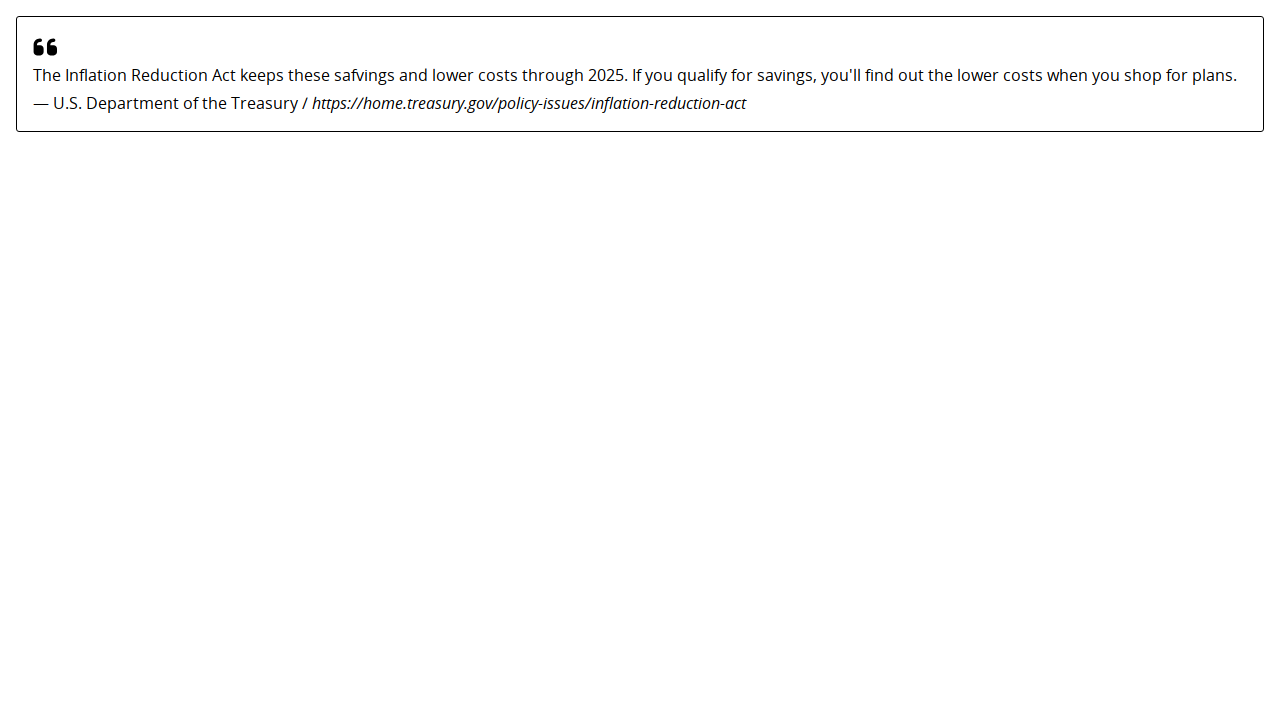 The Inflation Reduction Act keeps these safvings and lower costs through 2025. If you qualify for savings, you'll find out the lower costs when you shop for plans.
— U.S. Department of the Treasury / https://home.treasury.gov/policy-issues/inflation-reduction-act